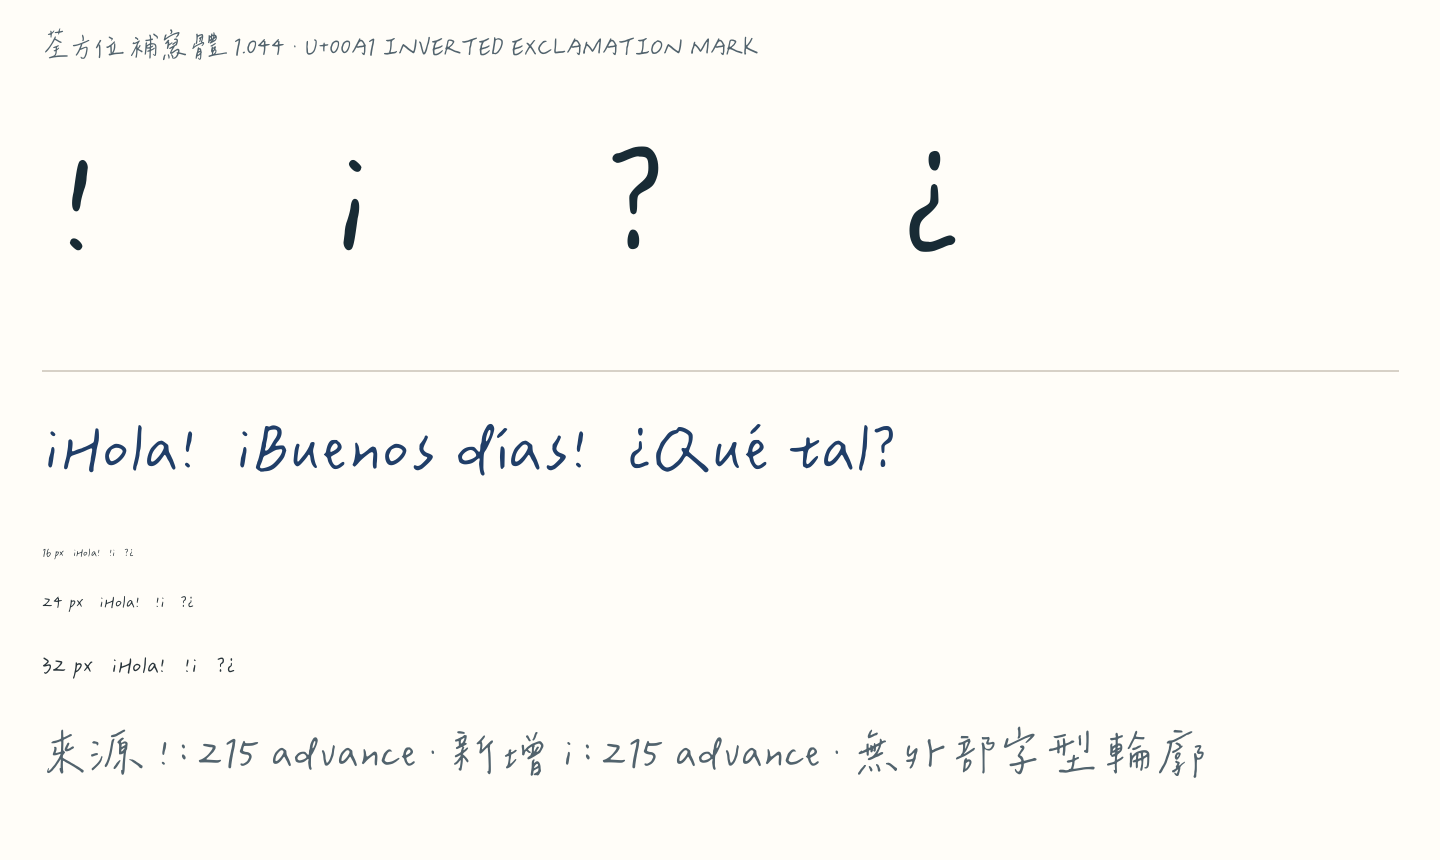 荃方位補寫體 1.044 · U+00A1 INVERTED EXCLAMATION MARK
! ¡ ? ¿
¡Hola! ¡Buenos días! ¿Qué tal?
16 px ¡Hola! !¡ ?¿
24 px ¡Hola! !¡ ?¿
32 px ¡Hola! !¡ ?¿
來源 !:215 advance · 新增 ¡:215 advance · 無外部字型輪廓